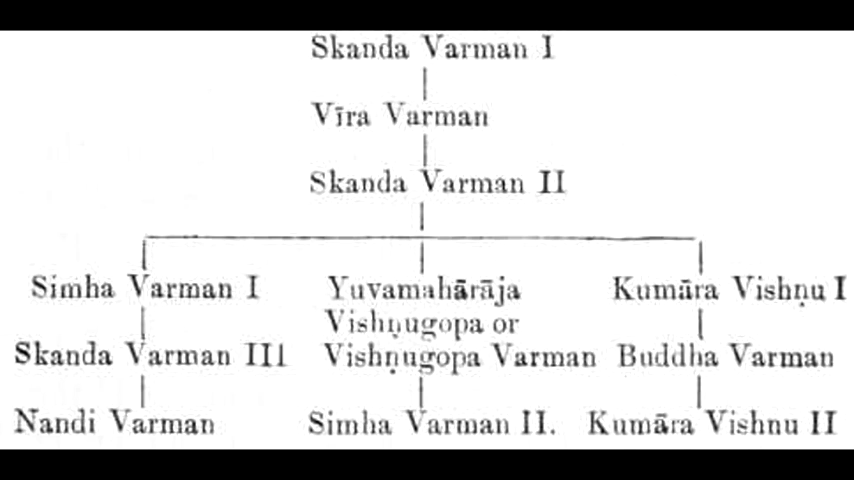 Skanda Varman I
Vīra Varman
Skanda Varman II
Simha Varman I Yuvamahārāja Kumāra Vishṇu I
Vishṇugopa or
Skanda Varman III Vishṇugopa Varman Buddha Varman
Nandi Varman Simha Varman II. Kumāra Vishnu II